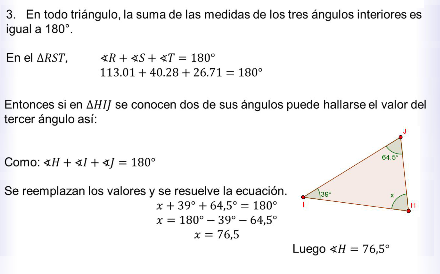 3. En todo triángulo, la suma de las medidas de los tres ángulos interiores es
igual a 180°.
En el ΔRST, ∢R + ∢S + ∢T = 180°
113.01 + 40.28 + 26.71 = 180°
Entonces si en ΔHIJ se conocen dos de sus ángulos puede hallarse el valor del
tercer ángulo así:
Como: ∢H + ∢I + ∢J = 180°
Se reemplazan los valores y se resuelve la ecuación.
x + 39° + 64,5° = 180°
x = 180° − 39° − 64,5°
x = 76,5
J
64.5°
39°
x
I
H
Luego ∢H = 76,5°